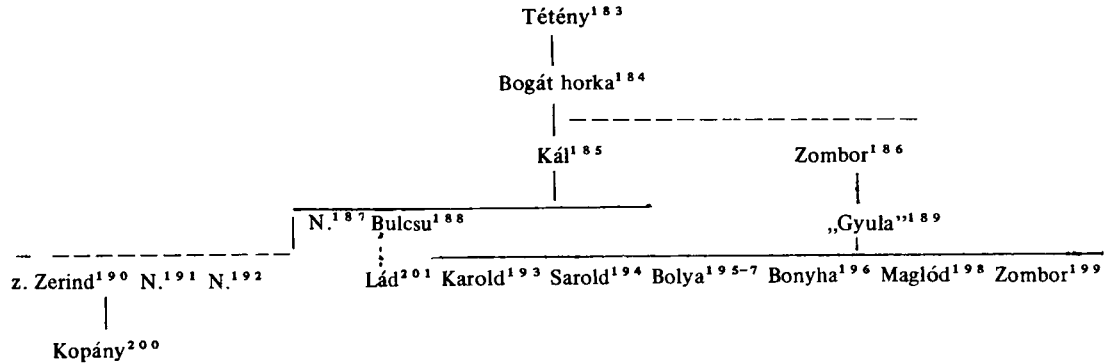 Tétény¹⁸³
Bogát horka¹⁸⁴
Kál¹⁸⁵ Zombor¹⁸⁶
N.¹⁸⁷ Bulcsu¹⁸⁸ „Gyula”¹⁸⁹
z. Zerind¹⁹⁰ N.¹⁹¹ N.¹⁹² Lád²⁰¹ Karold¹⁹³ Sarold¹⁹⁴ Bolya¹⁹⁵⁻⁷ Bonyha¹⁹⁶ Maglód¹⁹⁸ Zombor¹⁹⁹
Kopány²⁰⁰